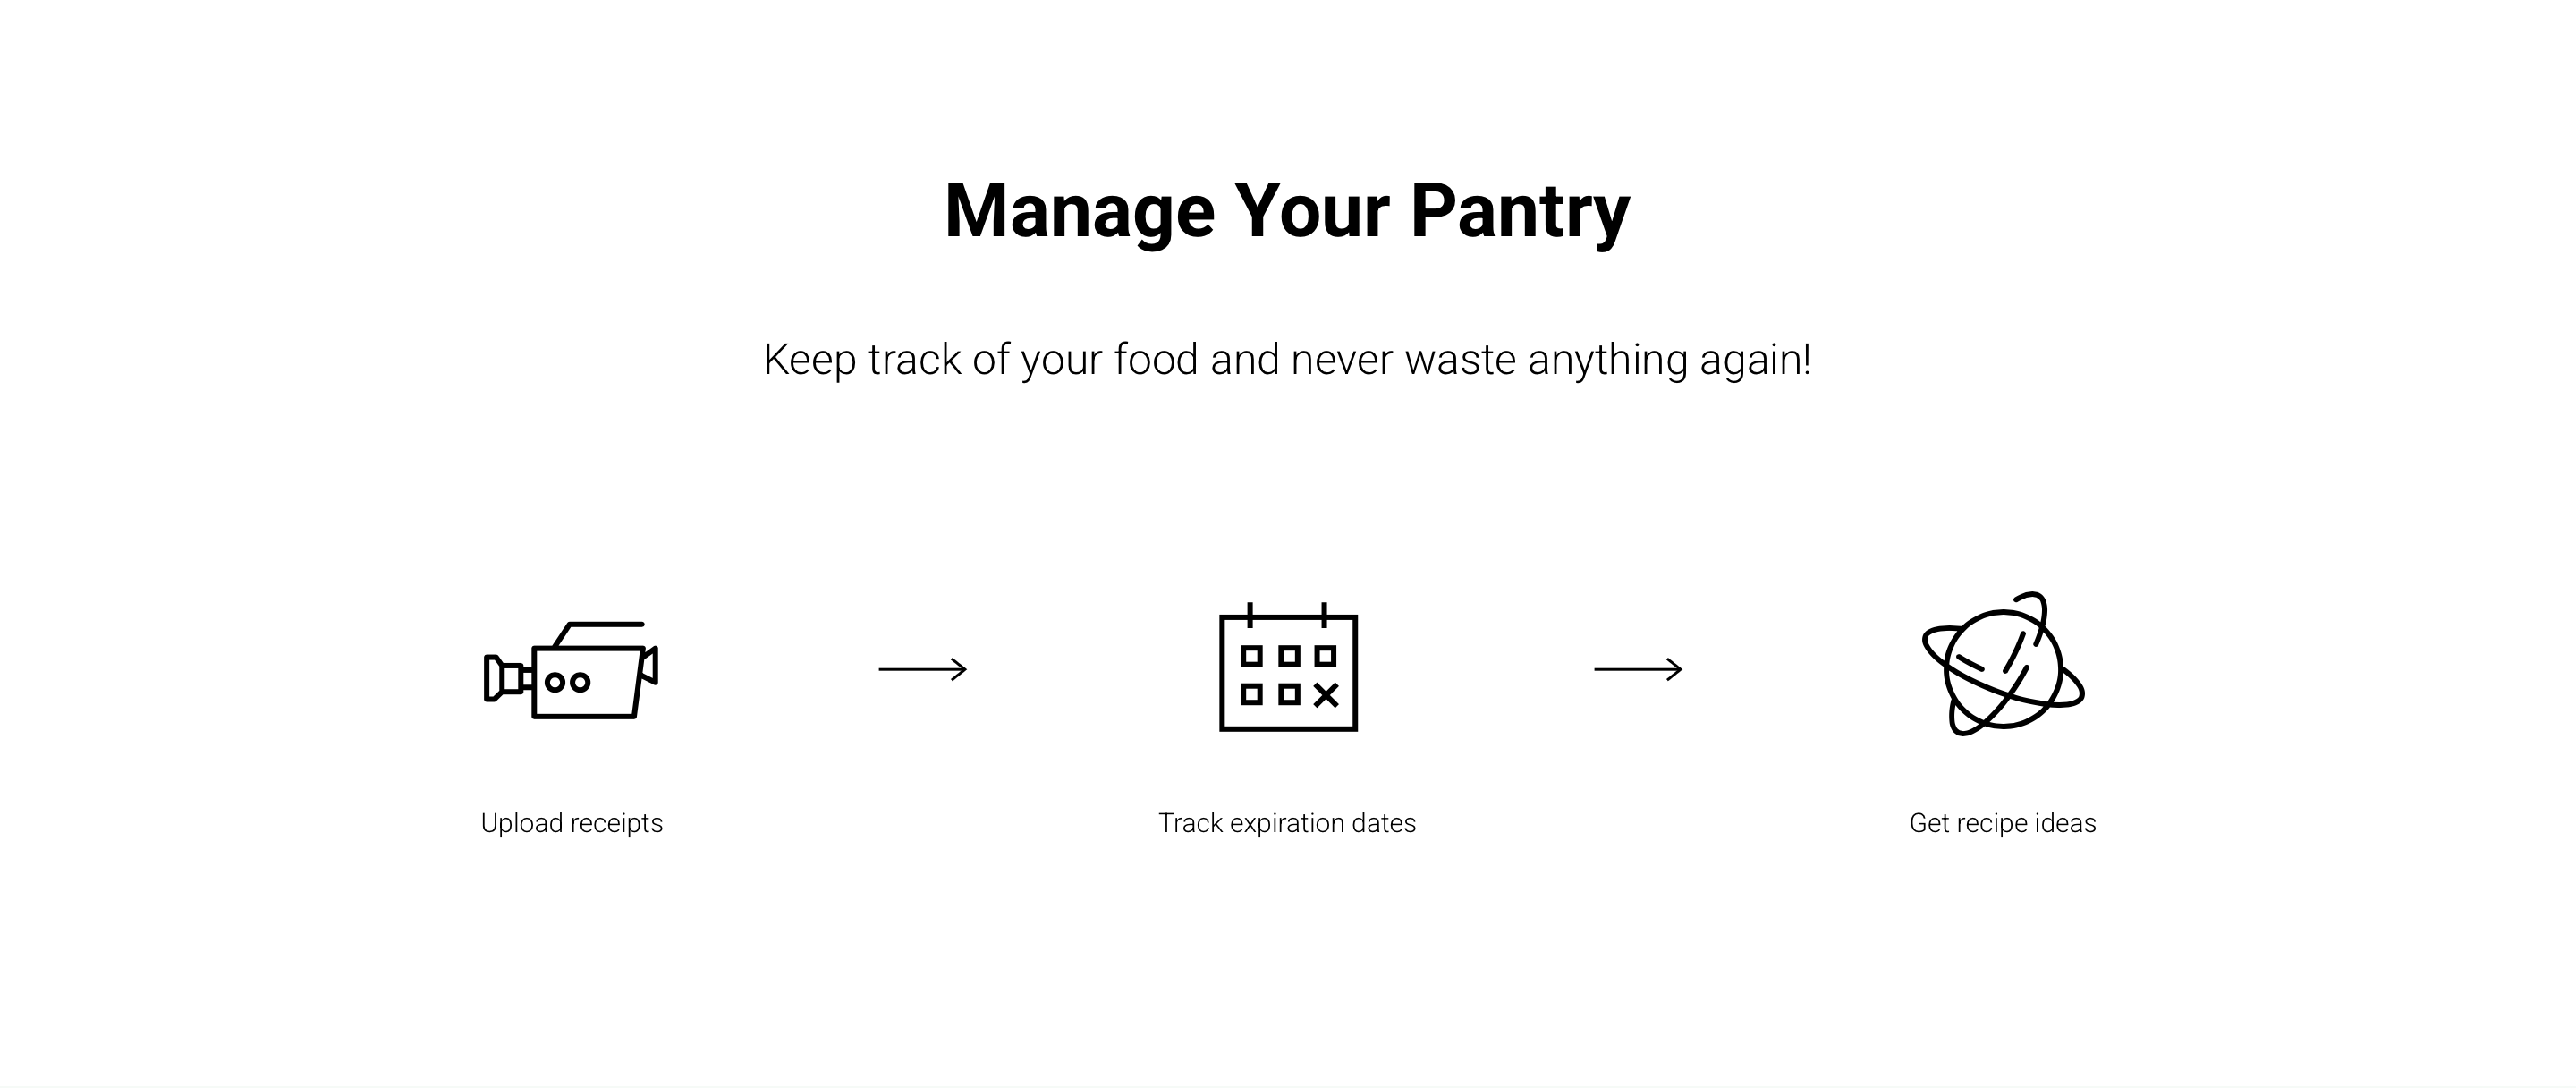 Manage Your Pantry
Keep track of your food and never waste anything again!
Upload receipts
Track expiration dates
Get recipe ideas